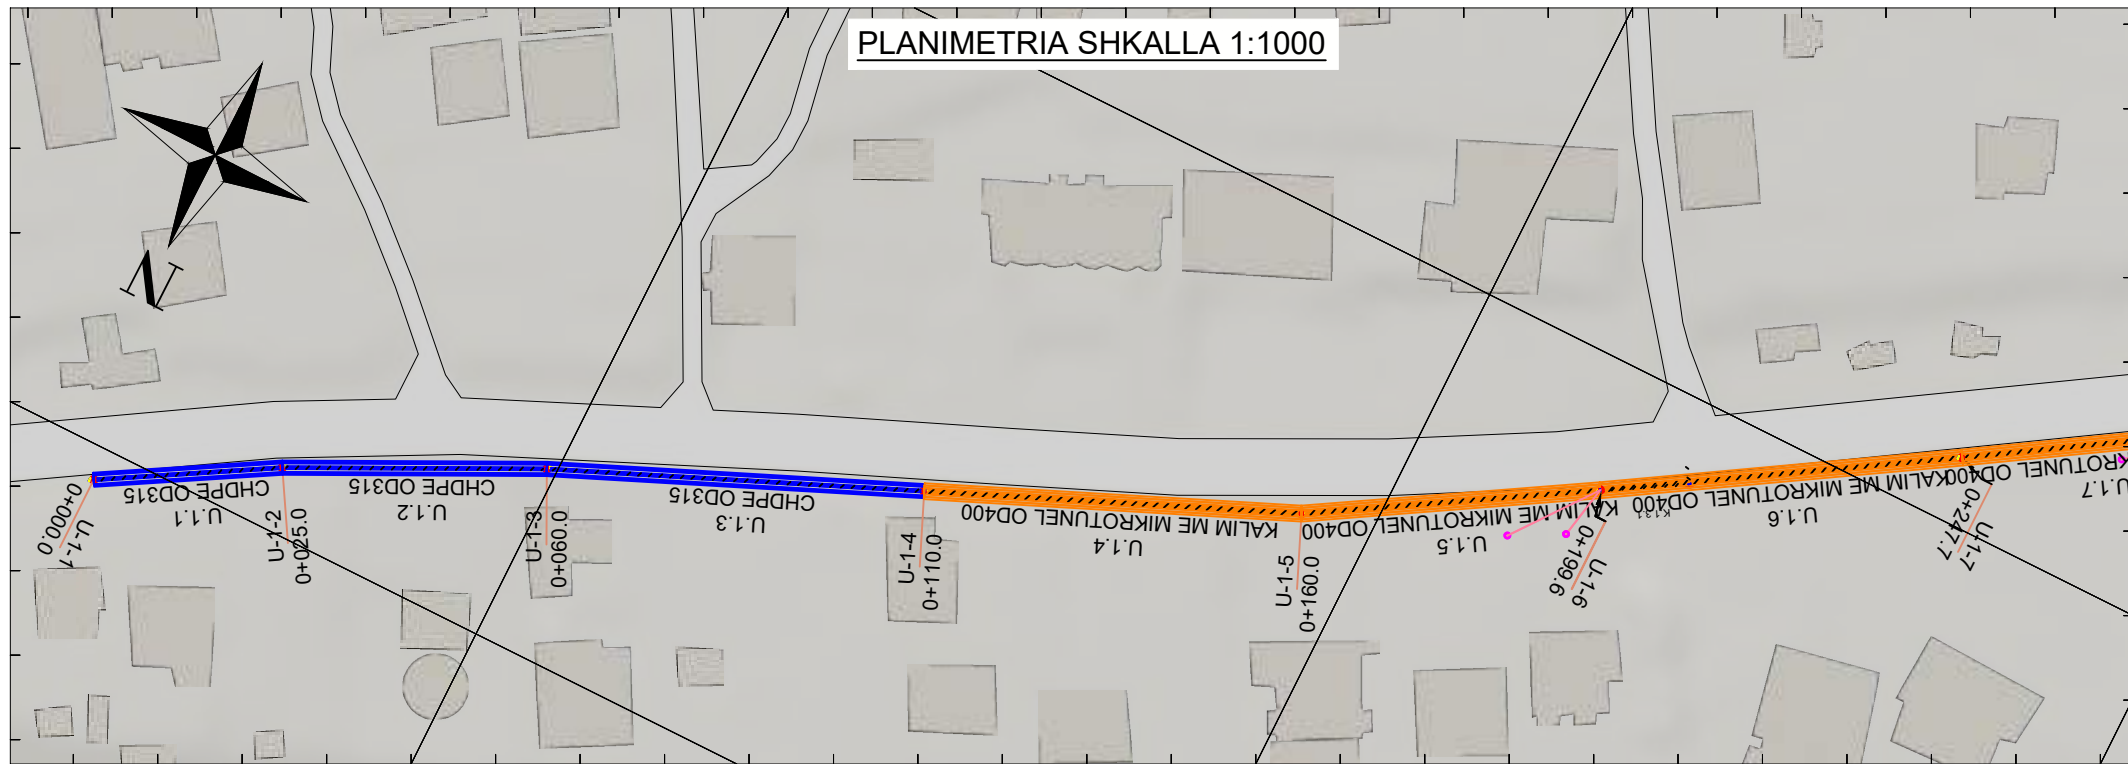 PLANIMETRIA SHKALLA 1:1000
N
U-1-1
0+000.0
CHDPE OD315
U.1.1
U-1-2
0+025.0
CHDPE OD315
U.1.2
U-1-3
0+060.0
CHDPE OD315
U.1.3
U-1-4
0+110.0
KALIM ME MIKROTUNEL OD400
U.1.4
U-1-5
0+160.0
KALIM ME MIKROTUNEL OD400
U.1.5
U-1-6
0+199.6
K131
KALIM ME MIKROTUNEL OD400
U.1.6
U-1-7
0+247.7
KROTUNEL OD400
U.1.7